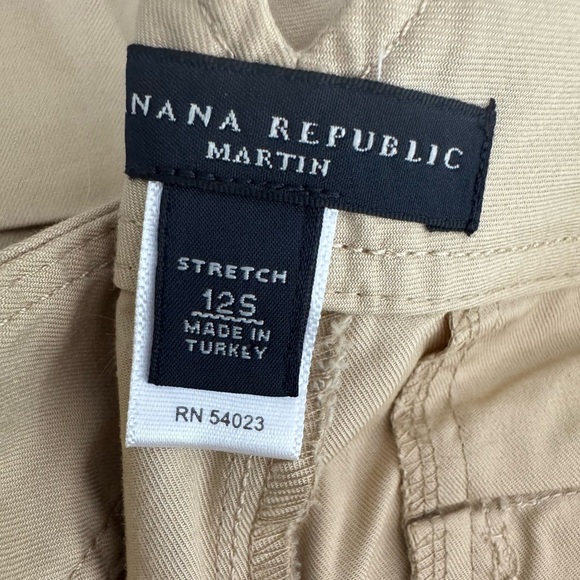 NANA REPUBLIC
MARTIN
STRETCH
12S
MADE IN
TURKEY
RN 54023